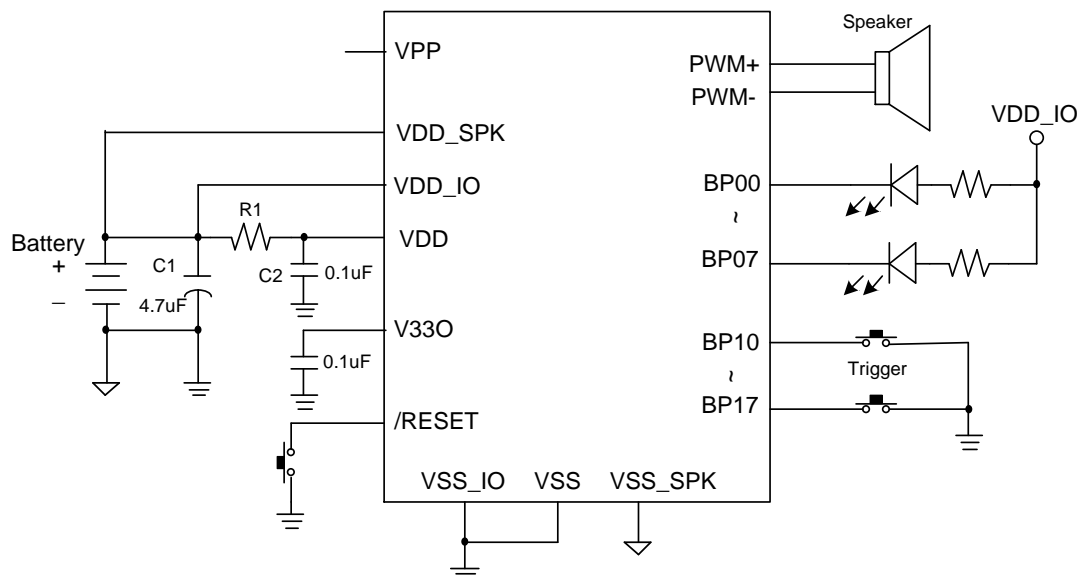 Speaker
VPP
PWM+
PWM-
VDD_IO
VDD_SPK
BP00
~
VDD_IO
R1
Battery
VDD
+
C1
C2
0.1uF
BP07
–
4.7uF
V33O
BP10
0.1uF
Trigger
~
/RESET
BP17
VSS_IO VSS VSS_SPK